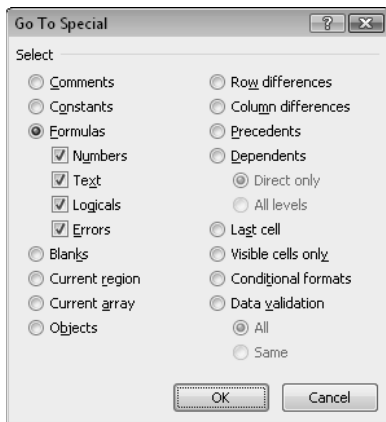 Go To Special
Select
Comments
Constants
Formulas
Numbers
Text
Logicals
Errors
Blanks
Current region
Current array
Objects
Row differences
Column differences
Precedents
Dependents
Direct only
All levels
Last cell
Visible cells only
Conditional formats
Data validation
All
Same
OK
Cancel